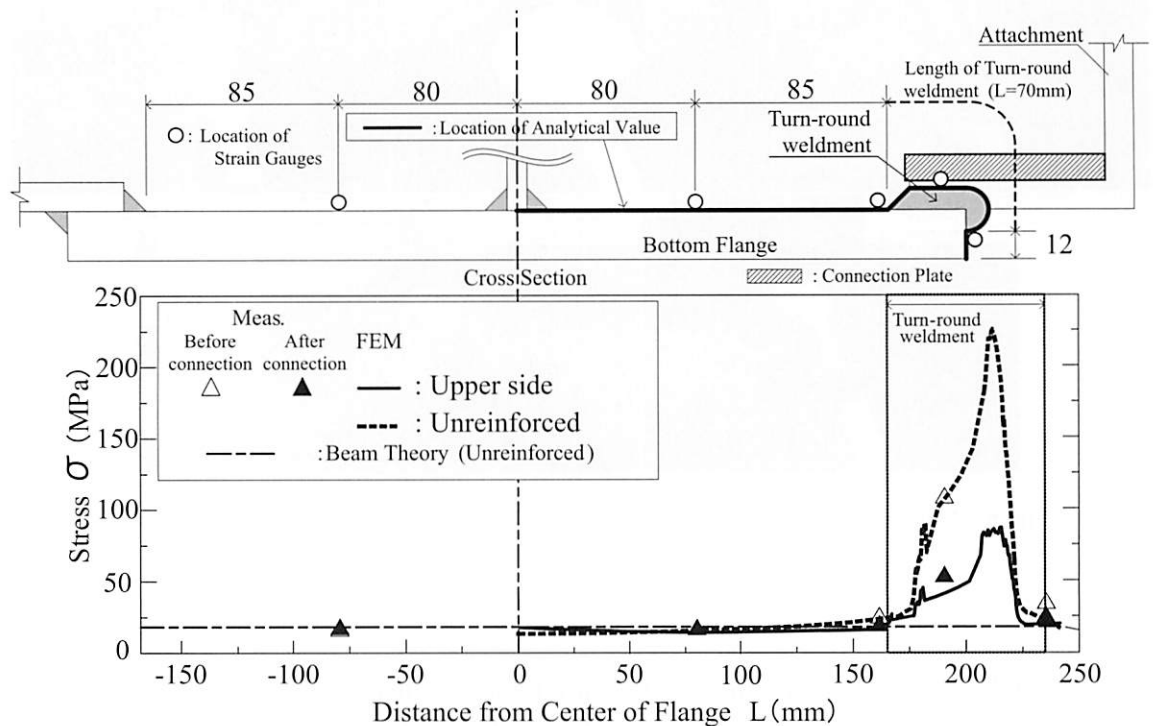 Attachment
85
80
80
85
Length of Turn-round
weldment (L=70mm)
○: Location of
Strain Gauges
: Location of Analytical Value
Turn-round
weldment
Bottom Flange
12
Cross Section
: Connection Plate
250
200
150
100
50
0
Stress σ (MPa)
Meas.
Before
connection
After
connection
FEM
: Upper side
: Unreinforced
: Beam Theory (Unreinforced)
Turn-round
weldment
-150
-100
-50
0
50
100
150
200
250
Distance from Center of Flange L(mm)